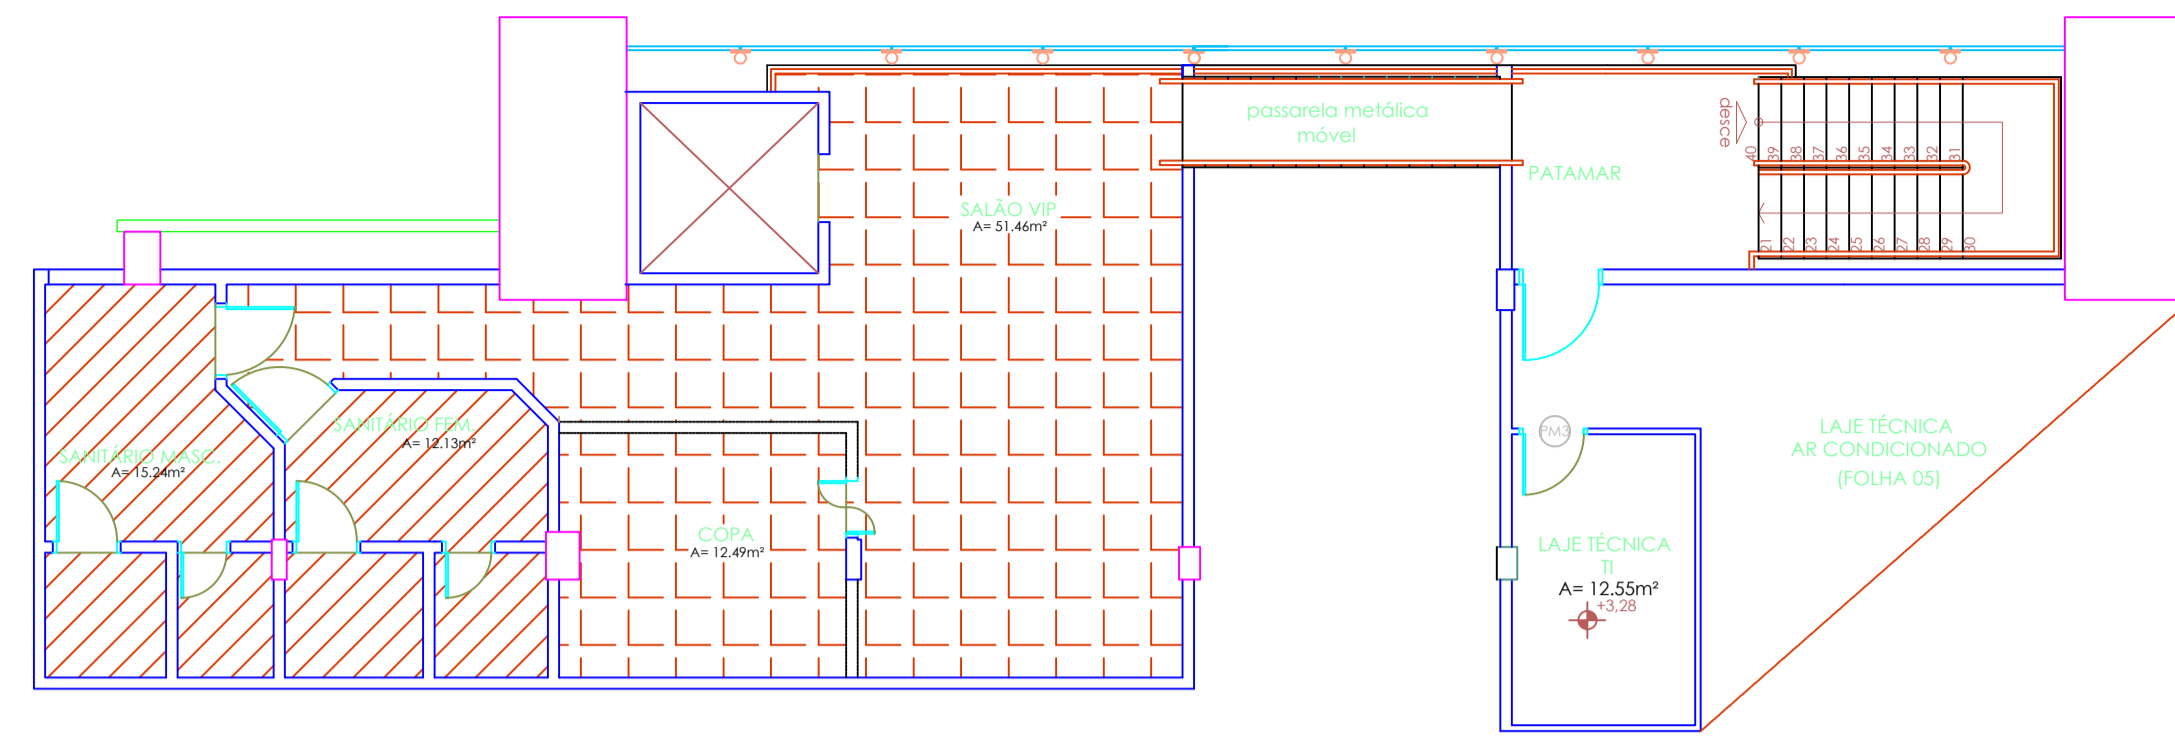 passarela metálica
móvel
desce
PATAMAR
40
39
38
37
36
35
34
33
32
31
21
22
23
24
25
26
27
28
29
30
SALÃO VIP
A= 51.46m²
SANITÁRIO FEM.
A= 12.13m²
SANITÁRIO MASC.
A= 15.24m²
COPA
A= 12.49m²
PM3
LAJE TÉCNICA
AR CONDICIONADO
(FOLHA 05)
LAJE TÉCNICA
TI
A= 12.55m²
+3,28